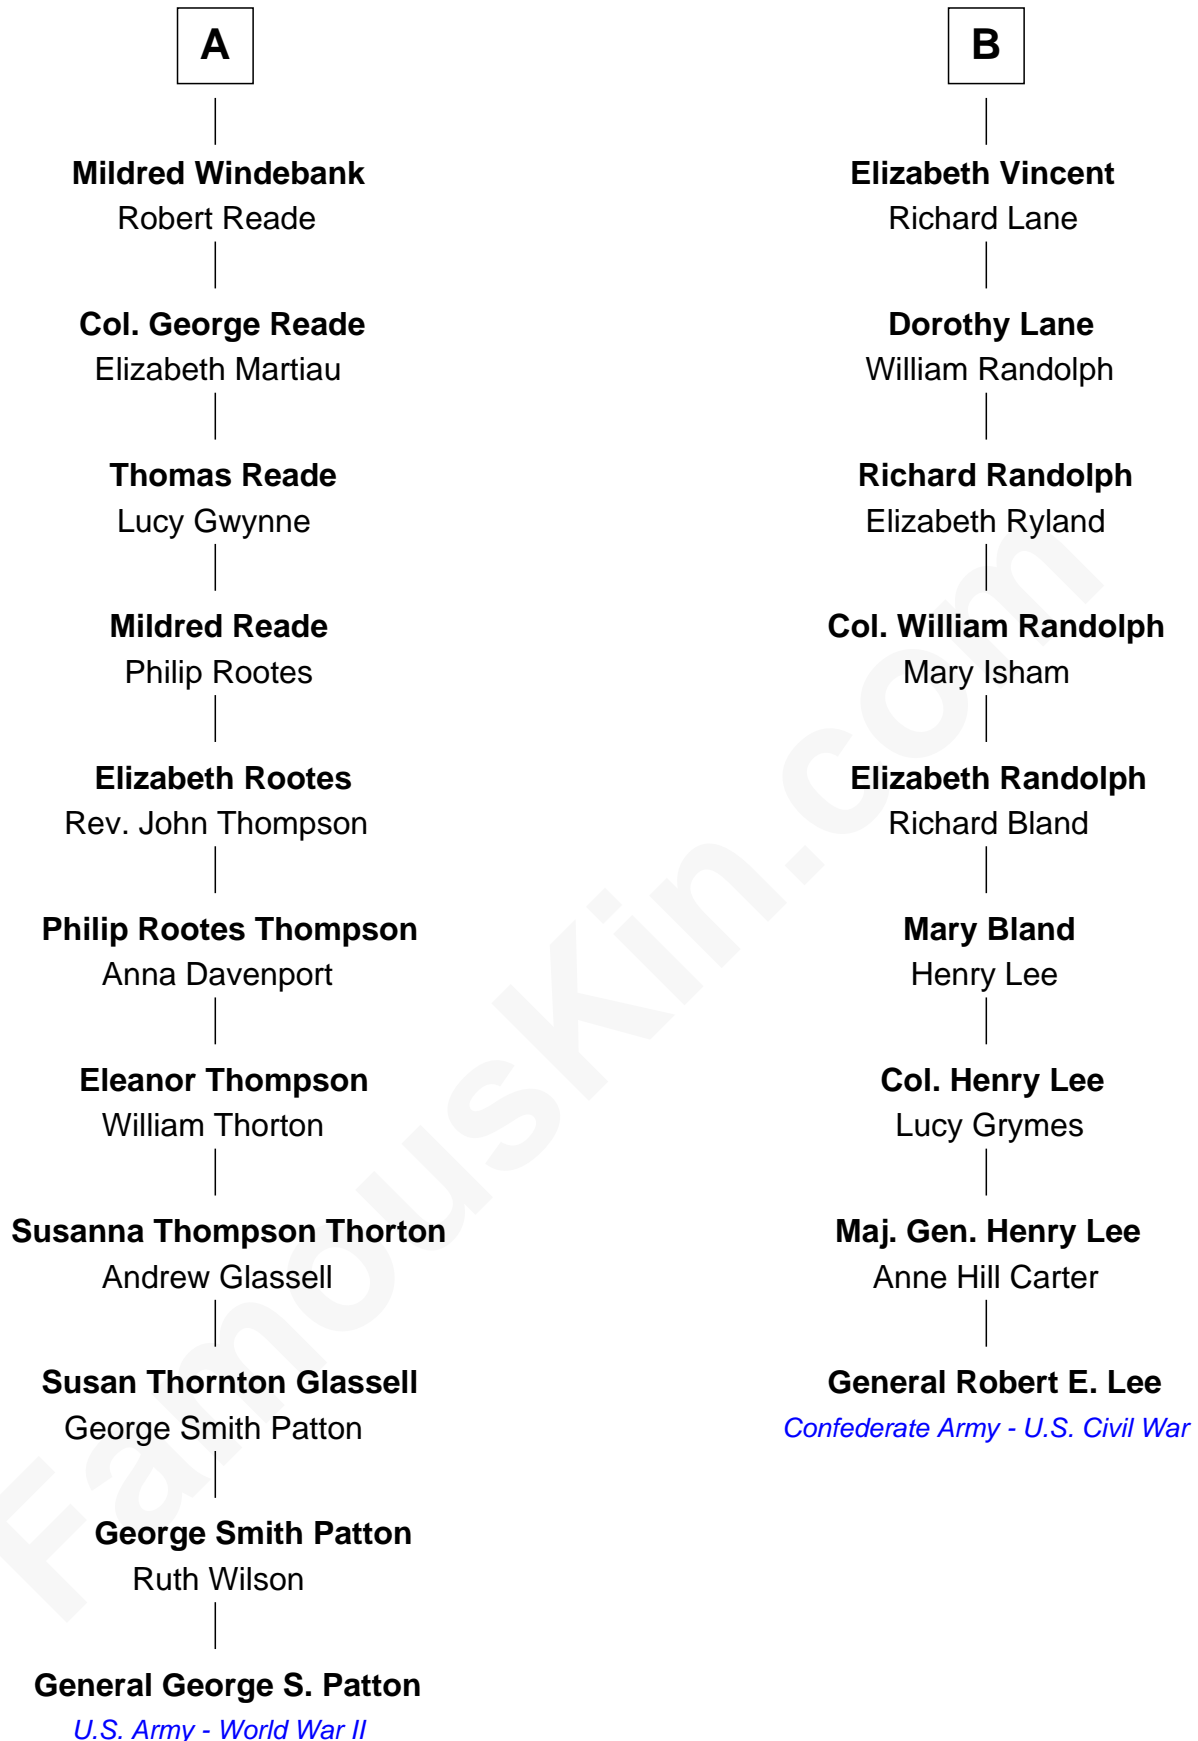 A
Mildred Windebank
Robert Reade
Col. George Reade
Elizabeth Martiau
Thomas Reade
Lucy Gwynne
Mildred Reade
Philip Rootes
Elizabeth Rootes
Rev. John Thompson
Philip Rootes Thompson
Anna Davenport
Eleanor Thompson
William Thorton
Susanna Thompson Thorton
Andrew Glassell
Susan Thornton Glassell
George Smith Patton
George Smith Patton
Ruth Wilson
General George S. Patton
U.S. Army - World War II
B
Elizabeth Vincent
Richard Lane
Dorothy Lane
William Randolph
Richard Randolph
Elizabeth Ryland
Col. William Randolph
Mary Isham
Elizabeth Randolph
Richard Bland
Mary Bland
Henry Lee
Col. Henry Lee
Lucy Grymes
Maj. Gen. Henry Lee
Anne Hill Carter
General Robert E. Lee
Confederate Army - U.S. Civil War
FamousKin.com